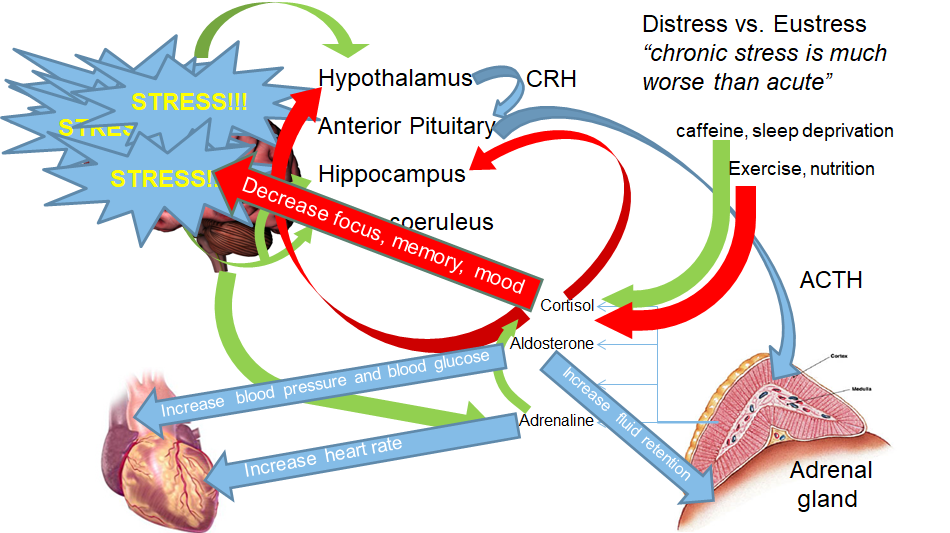 Distress vs. Eustress
“chronic stress is much
worse than acute”
STRESS!!!
STRES
STRESS!
Hypothalamus
CRH
Anterior Pituitary
Hippocampus
soeruleus
caffeine, sleep deprivation
Exercise, nutrition
Decrease focus, memory, mood
ACTH
Cortisol
Aldosterone
Adrenaline
Increase blood pressure and blood glucose
Increase heart rate
Increase fluid retention
Cortex
Medulla
Adrenal
gland